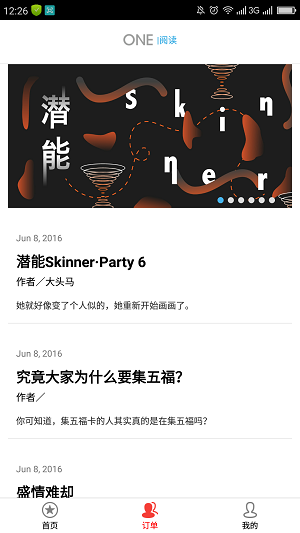 12:26
3G
ONE |阅读
潜能
skinner
Jun 8, 2016
潜能Skinner·Party 6
作者／大头马
她就好像变了个人似的，她重新开始画画了。
Jun 8, 2016
究竟大家为什么要集五福？
作者／
你可知道，集五福卡的人其实真的是在集五福吗？
Jun 8, 2016
盛情难却
首页
订单
我的